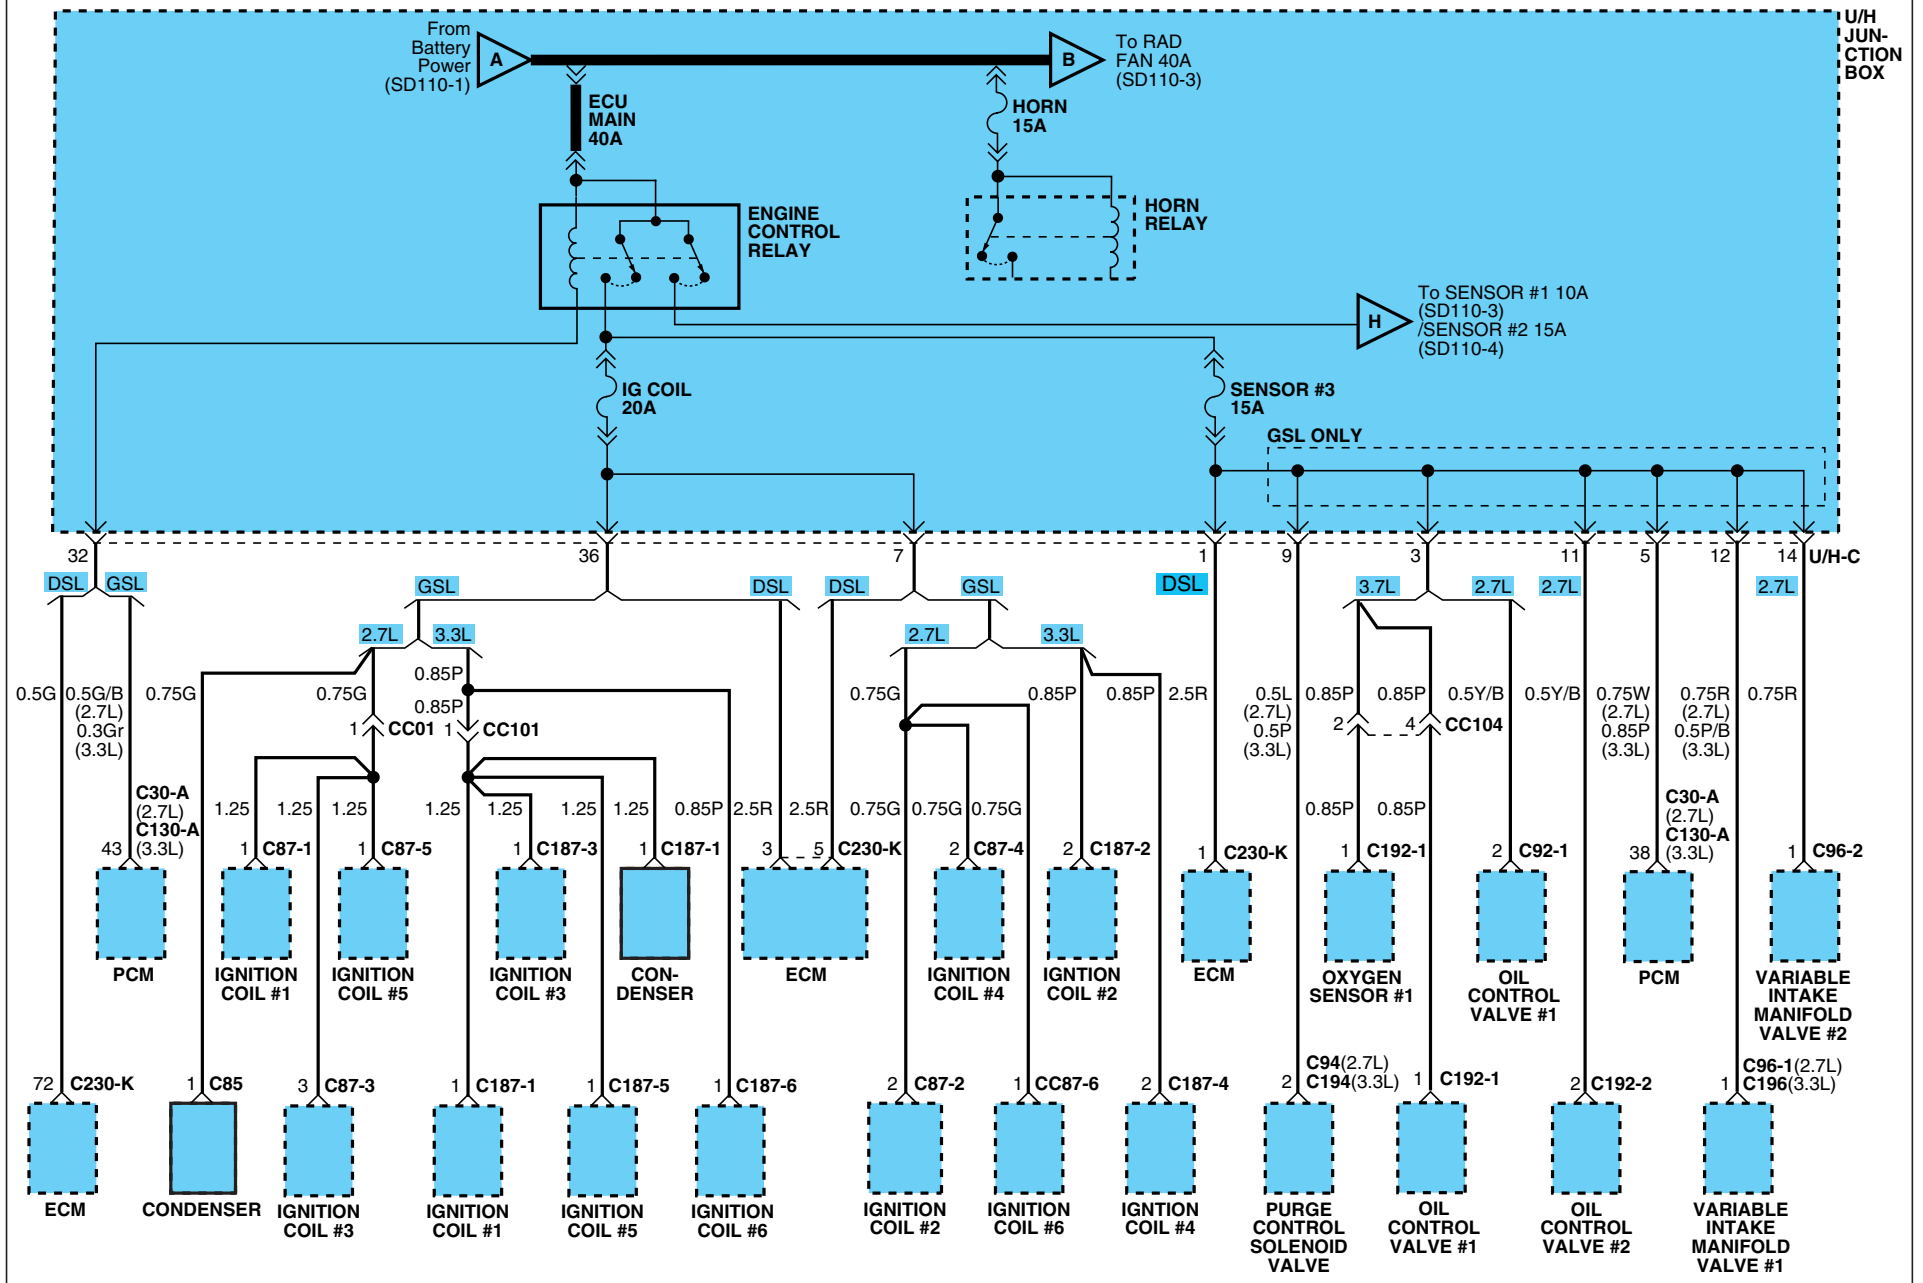 U/H
JUN-
CTION
BOX
From
Battery
Power
(SD110-1)
A
B
To RAD
FAN 40A
(SD110-3)
ECU
MAIN
40A
HORN
15A
ENGINE
CONTROL
RELAY
HORN
RELAY
H
To SENSOR #1 10A
(SD110-3)
/SENSOR #2 15A
(SD110-4)
IG COIL
20A
SENSOR #3
15A
GSL ONLY
32 36 7 1 9 3 11 5 12 14 U/H-C
DSL GSL GSL DSL DSL GSL DSL 3.7L 2.7L 2.7L 2.7L
2.7L 3.3L 2.7L 3.3L
0.85P
0.5G
0.5G/B
(2.7L)
0.3Gr
(3.3L)
0.75G
0.75G
0.85P
0.75G
0.85P
0.85P
2.5R
0.5L
(2.7L)
0.5P
(3.3L)
0.85P
0.85P
0.5Y/B
0.5Y/B
0.75W
(2.7L)
0.85P
(3.3L)
0.75R
(2.7L)
0.5P/B
(3.3L)
0.75R
1 CC01
1 CC101
2 4 CC104
1.25 1.25 1.25 1.25 1.25 1.25 1.25 0.85P 2.5R 2.5R 0.75G 0.75G 0.75G 0.85P 0.85P
C30-A
(2.7L)
C130-A
43 (3.3L)
1 C87-1
1 C87-5
1 C187-3
1 C187-1
3 5 C230-K
2 C87-4
2 C187-2
1 C230-K
1 C192-1
2 C92-1
C30-A
(2.7L)
C130-A
38 (3.3L)
1 C96-2
PCM
IGNITION
COIL #1
IGNITION
COIL #5
IGNITION
COIL #3
CON-
DENSER
ECM
IGNITION
COIL #4
IGNITION
COIL #2
ECM
OXYGEN
SENSOR #1
OIL
CONTROL
VALVE #1
PCM
VARIABLE
INTAKE
MANIFOLD
VALVE #2
72 C230-K
1 C85
3 C87-3
1 C187-1
1 C187-5
1 C187-6
2 C87-2
1 CC87-6
2 C187-4
C94(2.7L)
2 C194(3.3L)
1 C192-1
2 C192-2
C96-1(2.7L)
1 C196(3.3L)
ECM
CONDENSER
IGNITION
COIL #3
IGNITION
COIL #1
IGNITION
COIL #5
IGNITION
COIL #6
IGNITION
COIL #2
IGNITION
COIL #6
IGNITION
COIL #4
PURGE
CONTROL
SOLENOID
VALVE
OIL
CONTROL
VALVE #1
OIL
CONTROL
VALVE #2
VARIABLE
INTAKE
MANIFOLD
VALVE #1